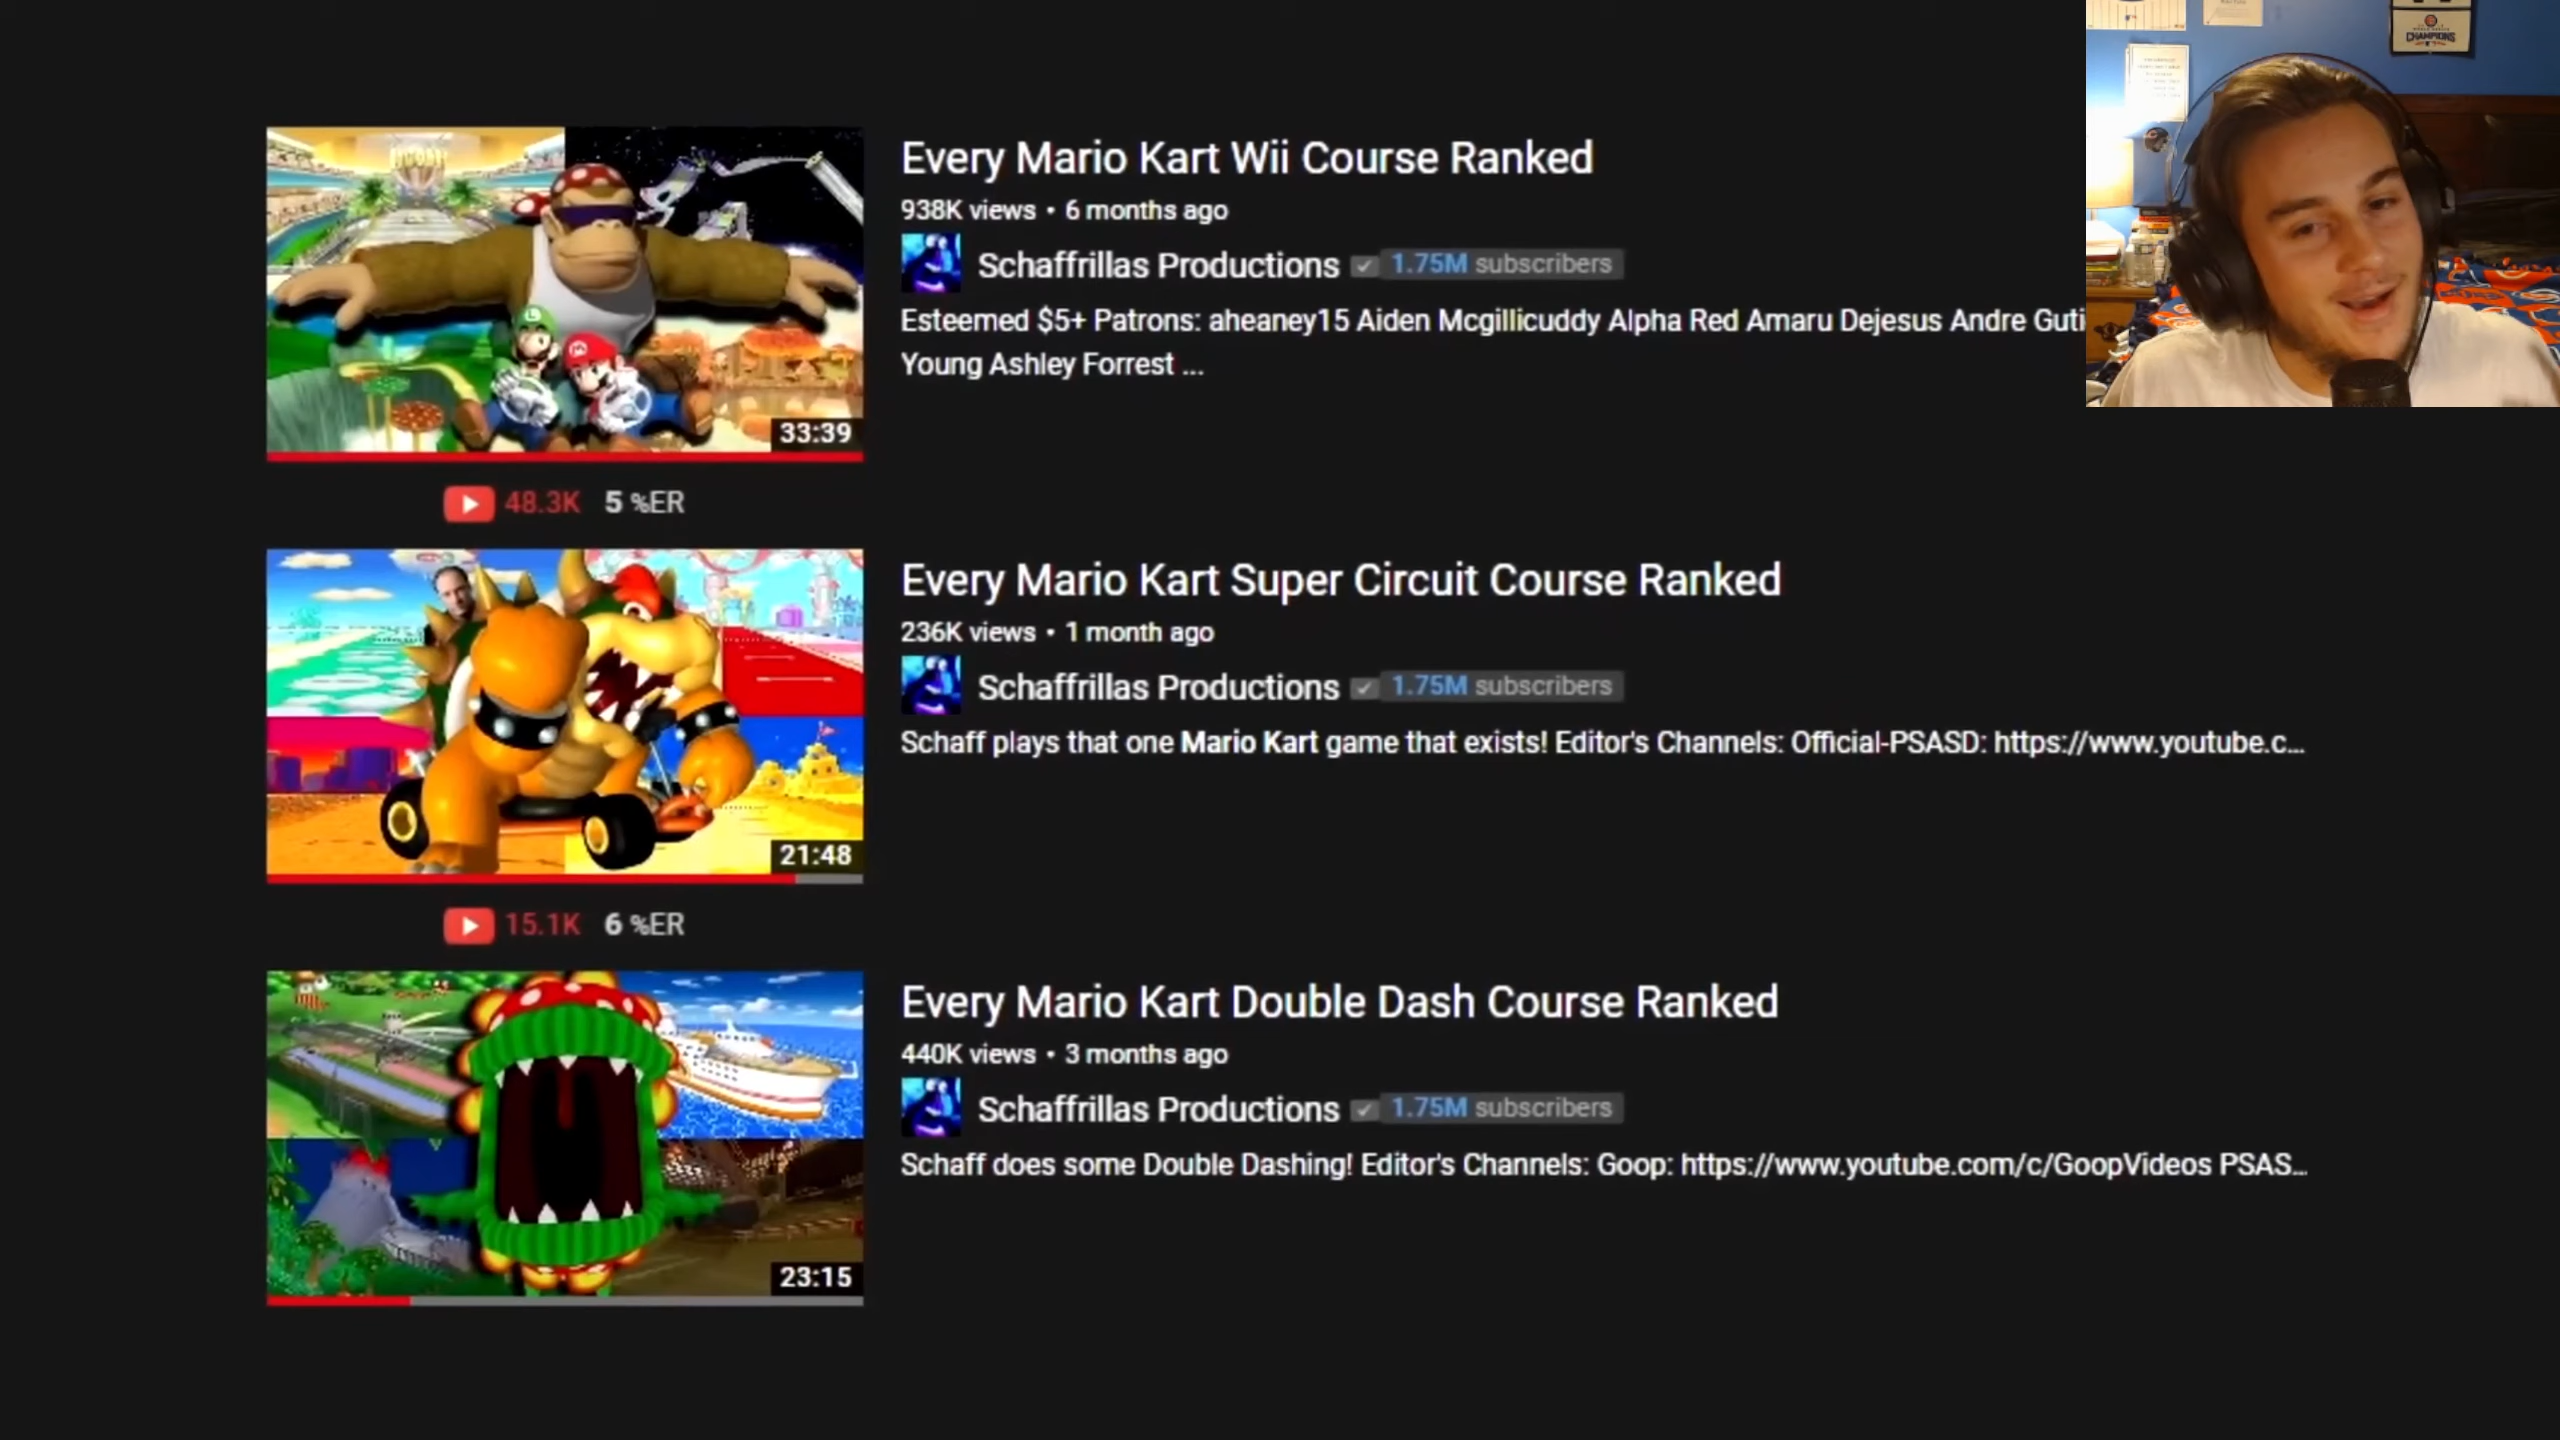 Every Mario Kart Wii Course Ranked
938K views • 6 months ago
Schaffrillas Productions 1.75M subscribers
Esteemed $5+ Patrons: aheaney15 Aiden Mcgillicuddy Alpha Red Amaru Dejesus Andre Guti
Young Ashley Forrest ...
33:39
48.3K 5 %ER
Every Mario Kart Super Circuit Course Ranked
236K views • 1 month ago
Schaffrillas Productions 1.75M subscribers
Schaff plays that one Mario Kart game that exists! Editor's Channels: Official-PSASD: https://www.youtube.c...
21:48
15.1K 6 %ER
Every Mario Kart Double Dash Course Ranked
440K views • 3 months ago
Schaffrillas Productions 1.75M subscribers
Schaff does some Double Dashing! Editor's Channels: Goop: https://www.youtube.com/c/GoopVideos PSAS...
23:15
CHAMPIONS